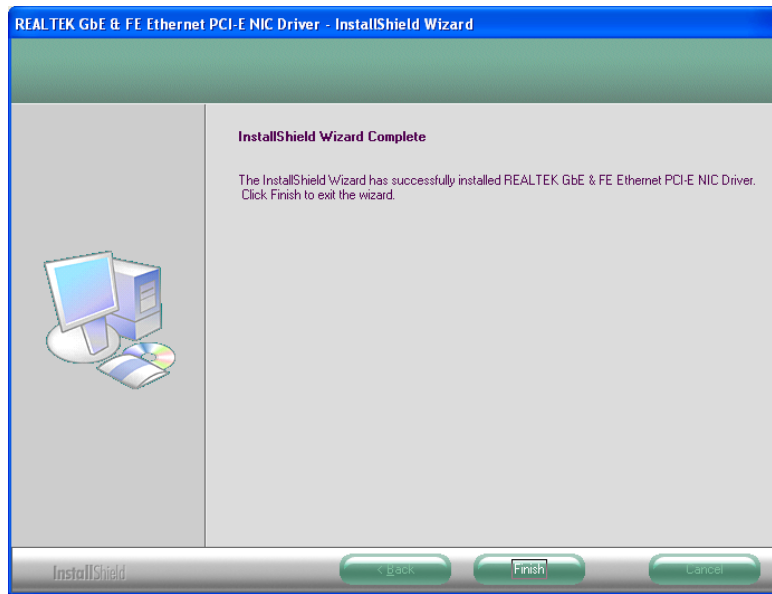 REALTEK GbE & FE Ethernet PCI-E NIC Driver - InstallShield Wizard
InstallShield Wizard Complete
The InstallShield Wizard has successfully installed REALTEK GbE & FE Ethernet PCI-E NIC Driver.
Click Finish to exit the wizard.
InstallShield
< Back
Finish
Cancel